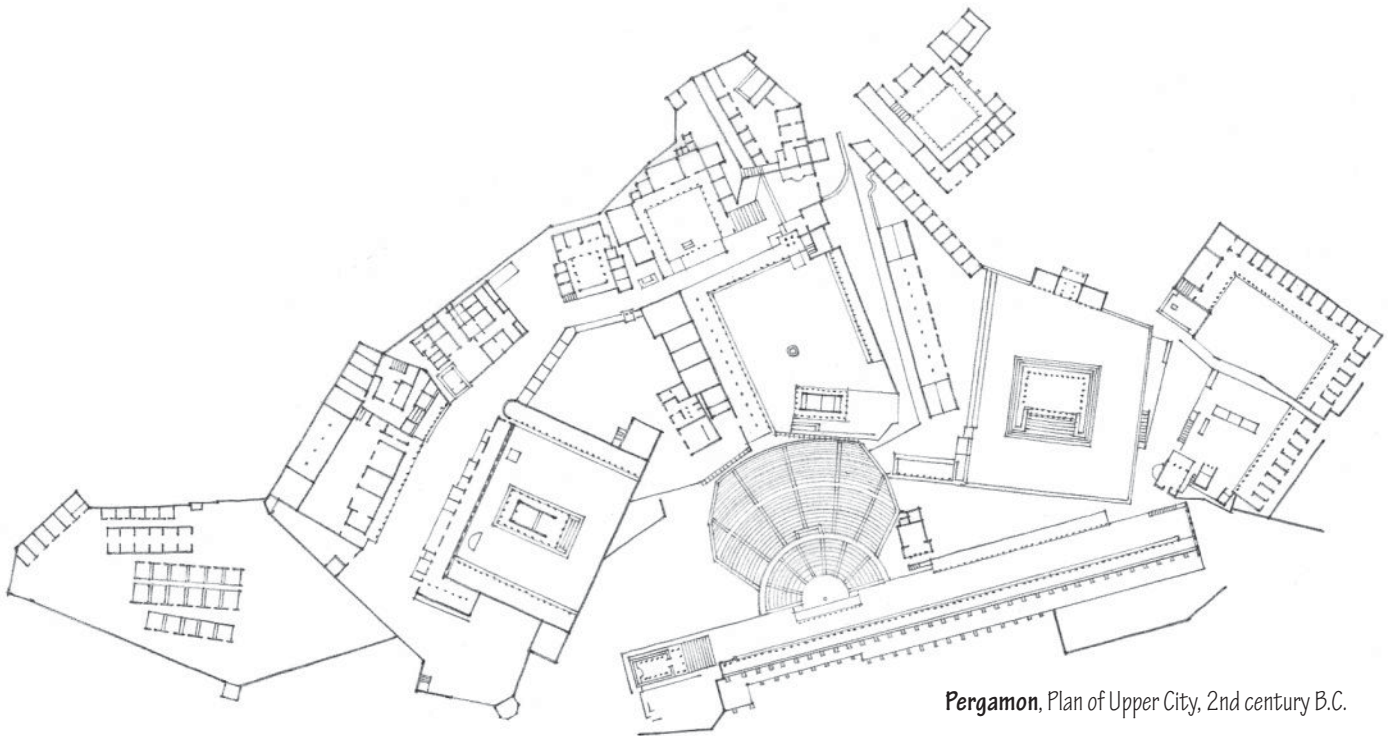 Pergamon, Plan of Upper City, 2nd century B.C.